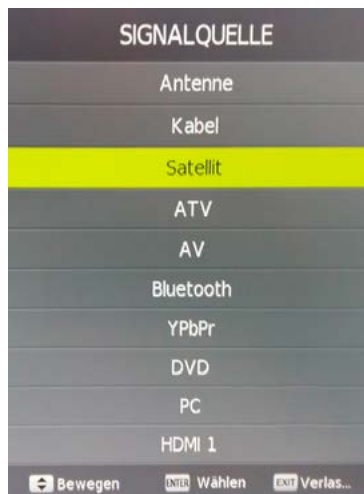 SIGNALQUELLE
Antenne
Kabel
Satellit
ATV
AV
Bluetooth
YPbPr
DVD
PC
HDMI 1
Bewegen ENTER Wählen EXIT Verlas...